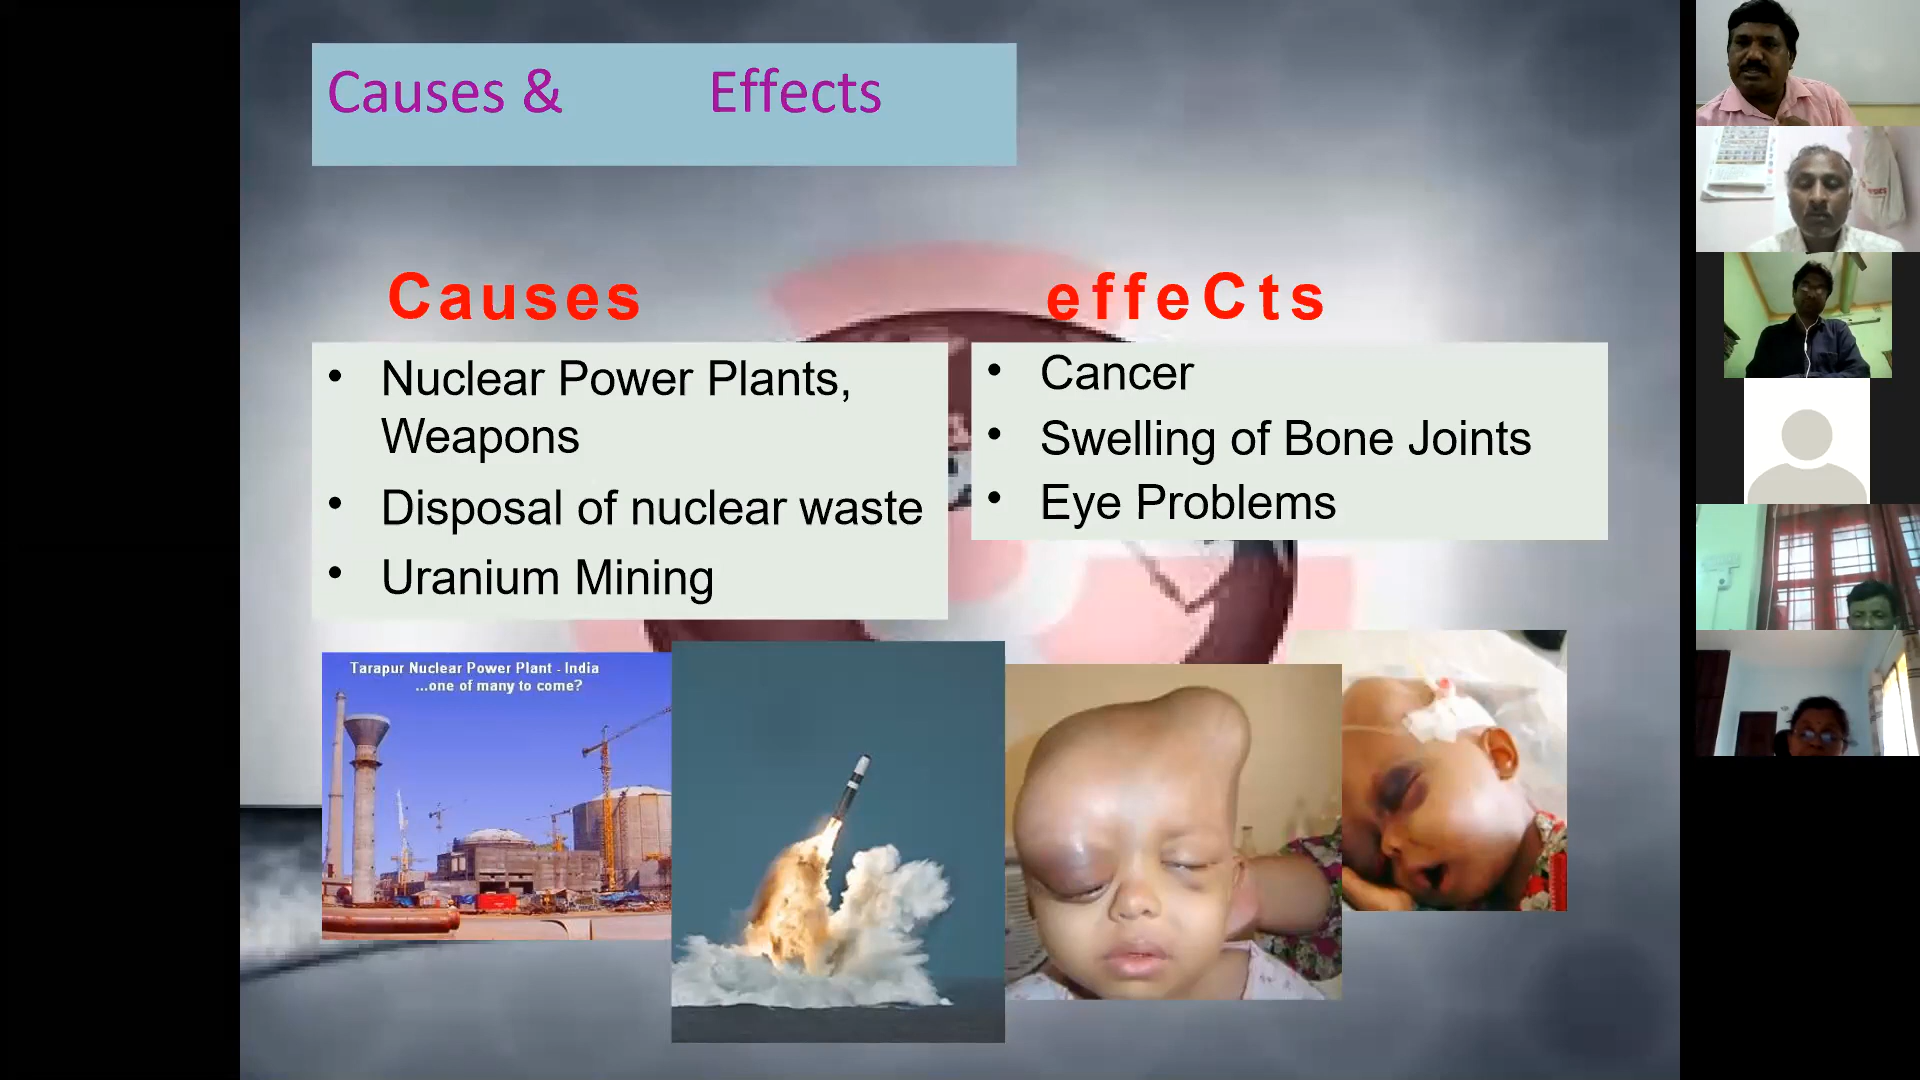 Causes & Effects
Causes
effeCts
• Nuclear Power Plants,
Weapons
• Disposal of nuclear waste
• Uranium Mining
• Cancer
• Swelling of Bone Joints
• Eye Problems
Tarapur Nuclear Power Plant - India
...one of many to come?